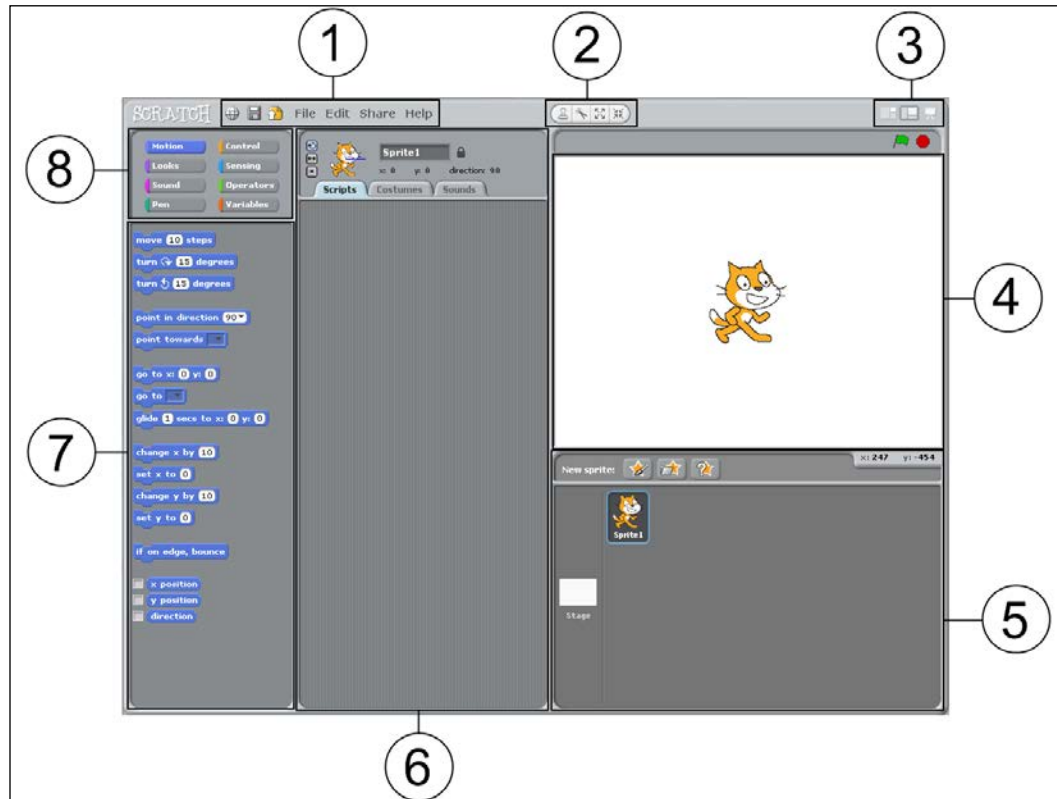 1
2
3
SCRATCH
File Edit Share Help
8
Motion
Control
Looks
Sensing
Sound
Operators
Pen
Variables
Sprite1
x: 0 y: 0 direction: 90
Scripts Costumes Sounds
move 10 steps
turn 15 degrees
turn 15 degrees
point in direction 90
point towards
go to x: 0 y: 0
go to
glide 1 secs to x: 0 y: 0
change x by 10
set x to 0
change y by 10
set y to 0
if on edge, bounce
x position
y position
direction
7
6
4
x: 247 y: -454
New sprite:
Sprite1
Stage
5